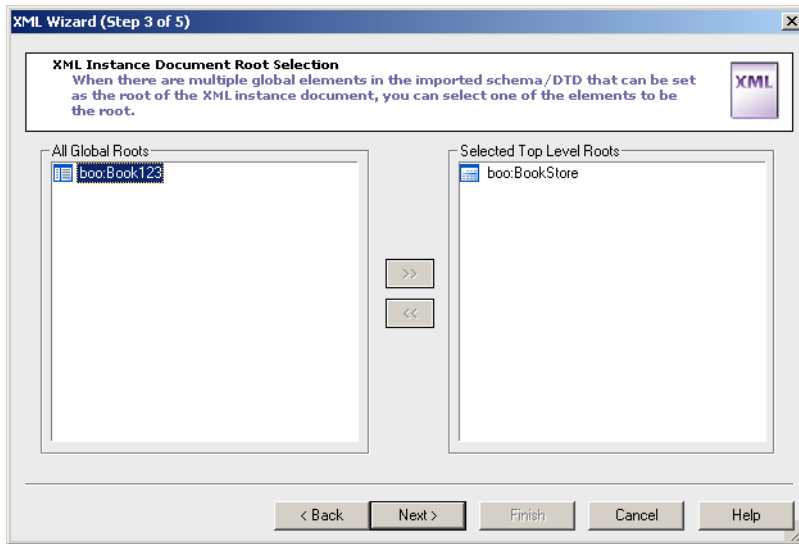 XML Wizard (Step 3 of 5)
XML Instance Document Root Selection
When there are multiple global elements in the imported schema/DTD that can be set
as the root of the XML instance document, you can select one of the elements to be
the root.
XML
All Global Roots
Selected Top Level Roots
boo:Book123
boo:BookStore
>>
<<
< Back
Next >
Finish
Cancel
Help